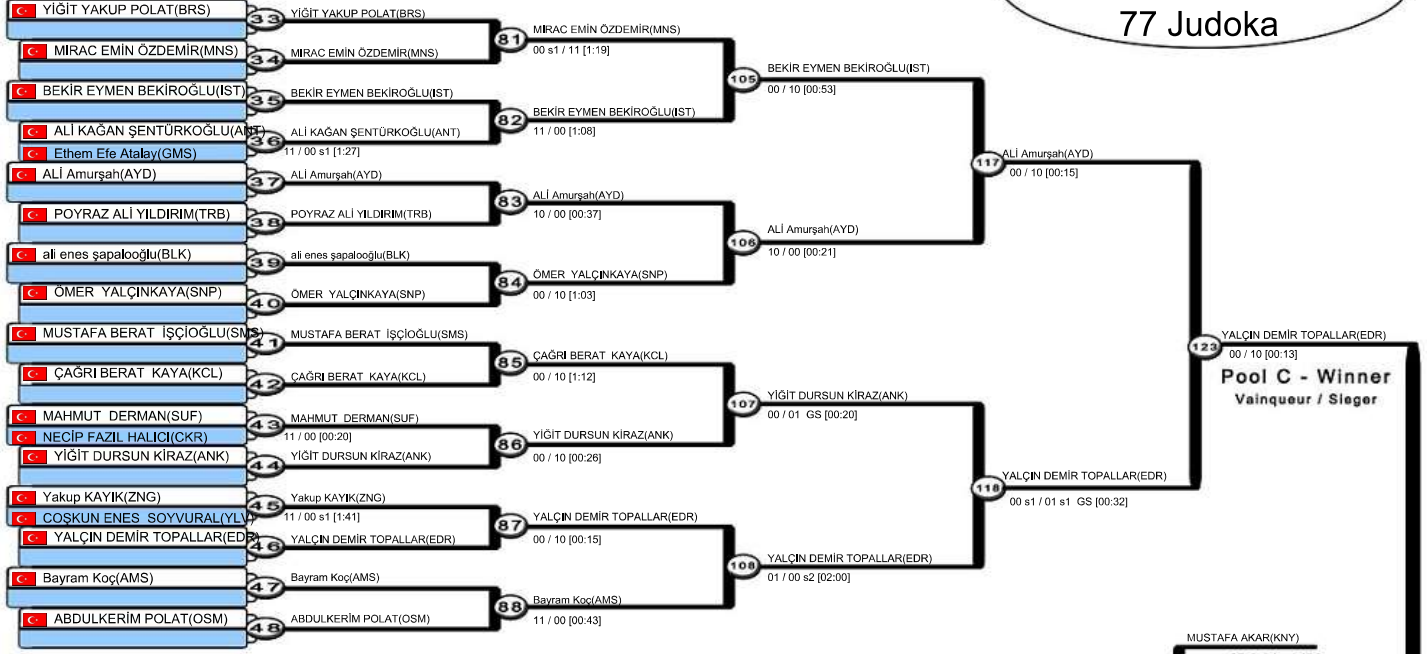 77 Judoka
YİĞİT YAKUP POLAT(BRS)
MIRAC EMİN ÖZDEMİR(MNS)
BEKİR EYMEN BEKİROĞLU(IST)
ALİ KAĞAN ŞENTÜRKOĞLU(ANT)
Ethem Efe Atalay(GMS)
ALİ Amurşah(AYD)
POYRAZ ALİ YILDIRIM(TRB)
ali enes şapalooğlu(BLK)
ÖMER YALÇINKAYA(SNP)
MUSTAFA BERAT İŞÇİOĞLU(SMS)
ÇAĞRI BERAT KAYA(KCL)
MAHMUT DERMAN(SUF)
NECİP FAZIL HALICI(CKR)
YİĞİT DURSUN KİRAZ(ANK)
Yakup KAYIK(ZNG)
COŞKUN ENES SOYVURAL(YLV)
YALÇIN DEMİR TOPALLAR(EDR)
Bayram Koç(AMS)
ABDULKERİM POLAT(OSM)
33 YİĞİT YAKUP POLAT(BRS)
34 MIRAC EMİN ÖZDEMİR(MNS)
35 BEKİR EYMEN BEKİROĞLU(IST)
36 ALİ KAĞAN ŞENTÜRKOĞLU(ANT)
11 / 00 s1 [1:27]
37 ALİ Amurşah(AYD)
38 POYRAZ ALİ YILDIRIM(TRB)
39 ali enes şapalooğlu(BLK)
40 ÖMER YALÇINKAYA(SNP)
41 MUSTAFA BERAT İŞÇİOĞLU(SMS)
42 ÇAĞRI BERAT KAYA(KCL)
43 MAHMUT DERMAN(SUF)
11 / 00 [00:20]
44 YİĞİT DURSUN KİRAZ(ANK)
45 Yakup KAYIK(ZNG)
11 / 00 s1 [1:41]
46 YALÇIN DEMİR TOPALLAR(EDR)
47 Bayram Koç(AMS)
48 ABDULKERİM POLAT(OSM)
81 MIRAC EMİN ÖZDEMİR(MNS)
00 s1 / 11 [1:19]
82 BEKİR EYMEN BEKİROĞLU(IST)
11 / 00 [1:08]
83 ALİ Amurşah(AYD)
10 / 00 [00:37]
84 ÖMER YALÇINKAYA(SNP)
00 / 10 [1:03]
85 ÇAĞRI BERAT KAYA(KCL)
00 / 10 [1:12]
86 YİĞİT DURSUN KİRAZ(ANK)
00 / 10 [00:26]
87 YALÇIN DEMİR TOPALLAR(EDR)
00 / 10 [00:15]
88 Bayram Koç(AMS)
11 / 00 [00:43]
105 BEKİR EYMEN BEKİROĞLU(IST)
00 / 10 [00:53]
106 ALİ Amurşah(AYD)
10 / 00 [00:21]
107 YİĞİT DURSUN KİRAZ(ANK)
00 / 01 GS [00:20]
108 YALÇIN DEMİR TOPALLAR(EDR)
01 / 00 s2 [02:00]
117 ALİ Amurşah(AYD)
00 / 10 [00:15]
118 YALÇIN DEMİR TOPALLAR(EDR)
00 s1 / 01 s1 GS [00:32]
123 YALÇIN DEMİR TOPALLAR(EDR)
00 / 10 [00:13]
Pool C - Winner
Vainqueur / Sieger
MUSTAFA AKAR(KNY)